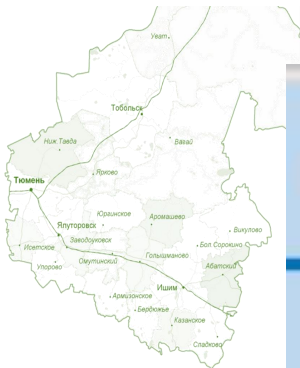 Уват
Тобольск
Вагай
Ниж.Тавда
Ярково
Тюмень
Юргинское
Аромашево
Ялуторовск
Викулово
Заводоуковск
Бол Сорокино
Исетское
Голышманово
Омутинский
Упорово
Абатский
Ишим
Армизонское
Бердюжье
Казанское
Сладково